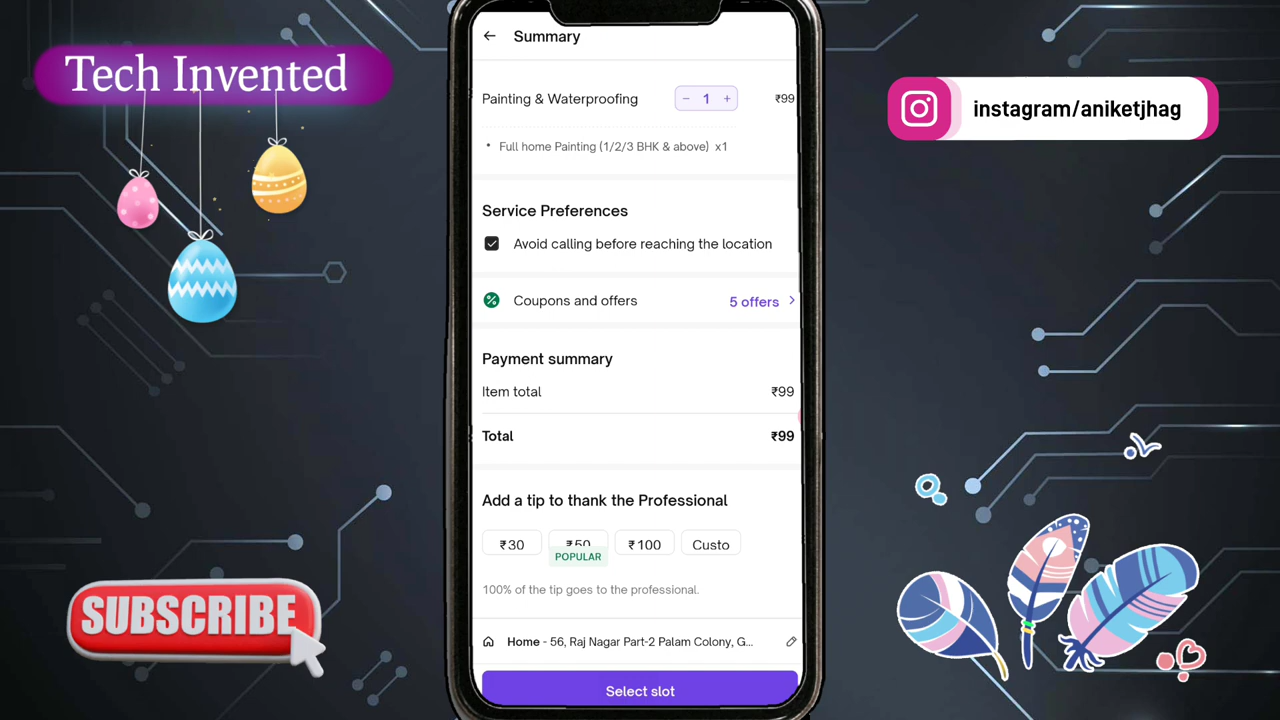 Tech Invented
instagram/aniketjhag
SUBSCRIBE
Summary
Painting & Waterproofing
− 1 +
₹99
• Full home Painting (1/2/3 BHK & above) x1
Service Preferences
Avoid calling before reaching the location
Coupons and offers
5 offers
Payment summary
Item total ₹99
Total ₹99
Add a tip to thank the Professional
₹30 ₹50 ₹100 Custo
POPULAR
100% of the tip goes to the professional.
Home - 56, Raj Nagar Part-2 Palam Colony, G...
Select slot